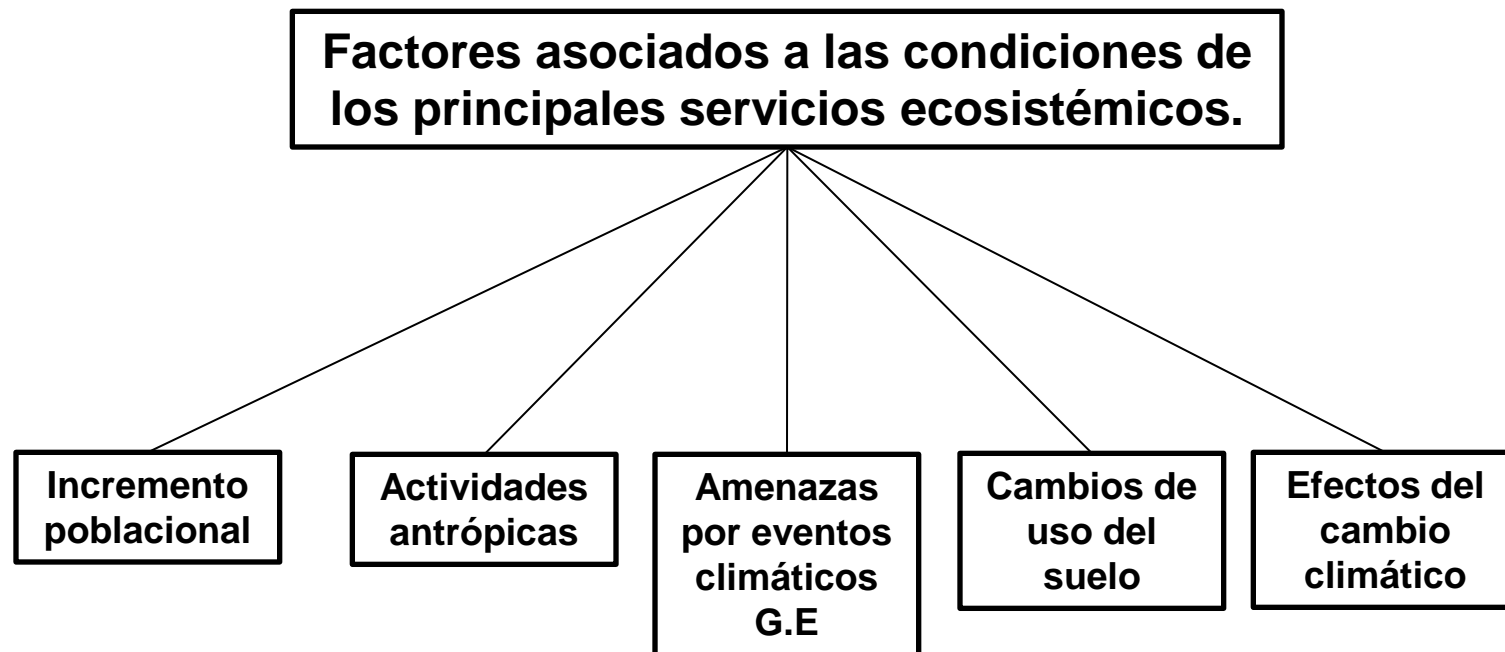 Factores asociados a las condiciones de
los principales servicios ecosistémicos.
Incremento
poblacional
Actividades
antrópicas
Amenazas
por eventos
climáticos
G.E
Cambios de
uso del
suelo
Efectos del
cambio
climático